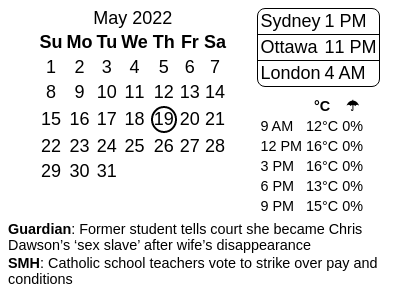 May 2022
Su Mo Tu We Th Fr Sa
1 2 3 4 5 6 7
8 9 10 11 12 13 14
15 16 17 18 19 20 21
22 23 24 25 26 27 28
29 30 31
Sydney 1 PM
Ottawa 11 PM
London 4 AM
°C ☂
9 AM 12°C 0%
12 PM 16°C 0%
3 PM 16°C 0%
6 PM 13°C 0%
9 PM 15°C 0%
Guardian: Former student tells court she became Chris
Dawson’s ‘sex slave’ after wife’s disappearance
SMH: Catholic school teachers vote to strike over pay and
conditions